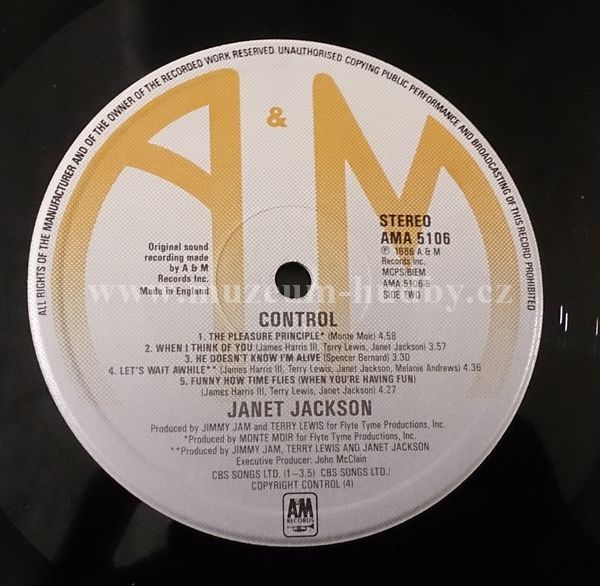 ALL RIGHTS OF THE MANUFACTURER AND OF THE OWNER OF THE RECORDED WORK RESERVED. UNAUTHORISED COPYING PUBLIC PERFORMANCE AND BROADCASTING OF THIS RECORD PROHIBITED
A & M
Original sound
recording made
by A & M
Records Inc.
Made in England
STEREO
AMA 5106
℗ 1986 A & M
Records Inc.
MCPS/BIEM
AMA 5106-B
SIDE TWO
www.muzeum-hudby.cz
CONTROL
1. THE PLEASURE PRINCIPLE* (Monte Moir) 4.58
2. WHEN I THINK OF YOU (James Harris III, Terry Lewis, Janet Jackson) 3.57
3. HE DOESN'T KNOW I'M ALIVE (Spencer Bernard) 3.30
4. LET'S WAIT AWHILE** (James Harris III, Terry Lewis, Janet Jackson, Melanie Andrews) 4.36
5. FUNNY HOW TIME FLIES (WHEN YOU'RE HAVING FUN)
(James Harris III, Terry Lewis, Janet Jackson) 4.27
JANET JACKSON
Produced by JIMMY JAM and TERRY LEWIS for Flyte Tyme Productions, Inc.
*Produced by MONTE MOIR for Flyte Tyme Productions, Inc.
**Produced by JIMMY JAM, TERRY LEWIS AND JANET JACKSON
Executive Producer: John McClain
CBS SONGS LTD. (1–3,5) CBS SONGS LTD./
COPYRIGHT CONTROL (4)
A&M
RECORDS